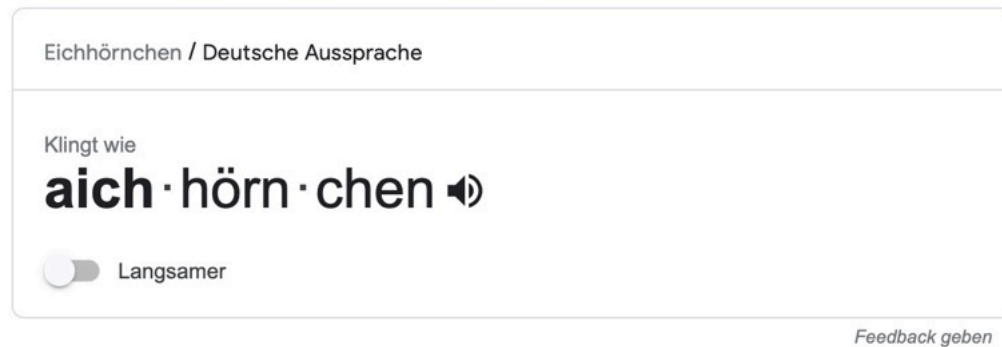 Eichhörnchen / Deutsche Aussprache
Klingt wie
aich · hörn · chen
Langsamer
Feedback geben